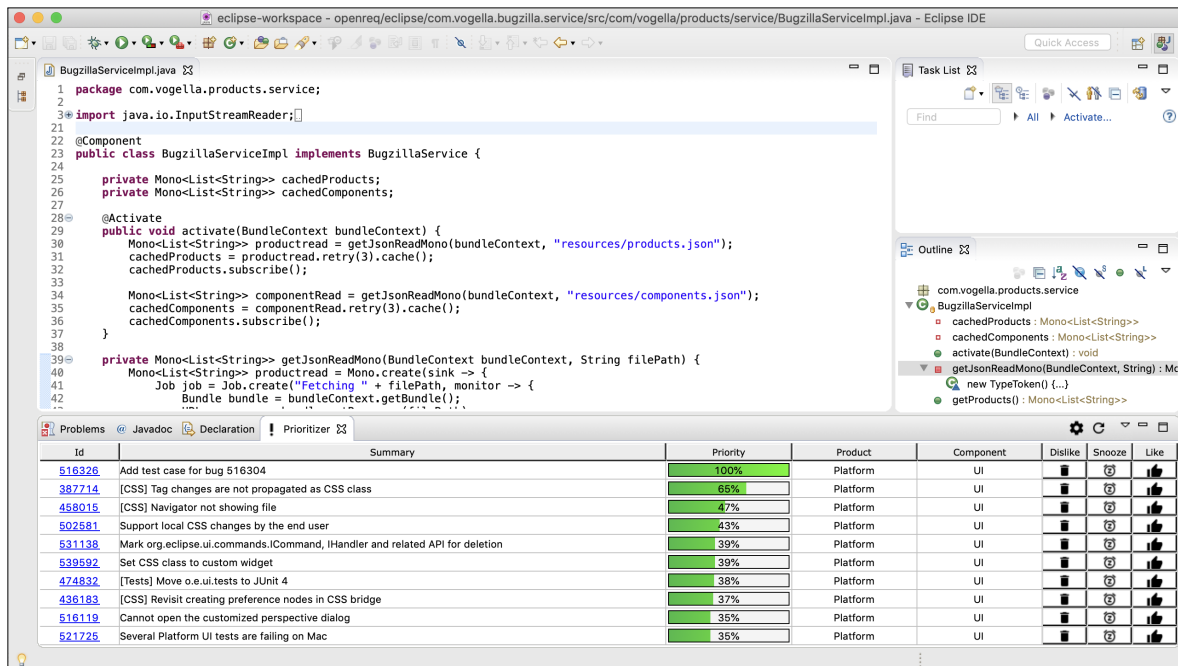 eclipse-workspace - openreq/eclipse/com.vogella.bugzilla.service/src/com/vogella/products/service/BugzillaServiceImpl.java - Eclipse IDE
Quick Access
BugzillaServiceImpl.java
1 package com.vogella.products.service;
2
3 import java.io.InputStreamReader;
21
22 @Component
23 public class BugzillaServiceImpl implements BugzillaService {
24
25 private Mono<List<String>> cachedProducts;
26 private Mono<List<String>> cachedComponents;
27
28 @Activate
29 public void activate(BundleContext bundleContext) {
30 Mono<List<String>> productread = getJsonReadMono(bundleContext, "resources/products.json");
31 cachedProducts = productread.retry(3).cache();
32 cachedProducts.subscribe();
33
34 Mono<List<String>> componentRead = getJsonReadMono(bundleContext, "resources/components.json");
35 cachedComponents = componentRead.retry(3).cache();
36 cachedComponents.subscribe();
37 }
38
39 private Mono<List<String>> getJsonReadMono(BundleContext bundleContext, String filePath) {
40 Mono<List<String>> productRead = Mono.create(sink -> {
41 Job job = Job.create("Fetching " + filePath, monitor -> {
42 Bundle bundle = bundleContext.getBundle();
Task List
Find All Activate...
Outline
com.vogella.products.service
BugzillaServiceImpl
cachedProducts : Mono<List<String>>
cachedComponents : Mono<List<String>>
activate(BundleContext) : void
getJsonReadMono(BundleContext, String) : Mo
new TypeToken() {...}
getProducts() : Mono<List<String>>
Problems @ Javadoc Declaration Prioritizer
Id Summary Priority Product Component Dislike Snooze Like
516326 Add test case for bug 516304 100% Platform UI
387714 [CSS] Tag changes are not propagated as CSS class 65% Platform UI
458015 [CSS] Navigator not showing file 47% Platform UI
502581 Support local CSS changes by the end user 43% Platform UI
531138 Mark org.eclipse.ui.commands.ICommand, IHandler and related API for deletion 39% Platform UI
539592 Set CSS class to custom widget 39% Platform UI
474832 [Tests] Move o.e.ui.tests to JUnit 4 38% Platform UI
436183 [CSS] Revisit creating preference nodes in CSS bridge 37% Platform UI
516119 Cannot open the customized perspective dialog 35% Platform UI
521725 Several Platform UI tests are failing on Mac 35% Platform UI